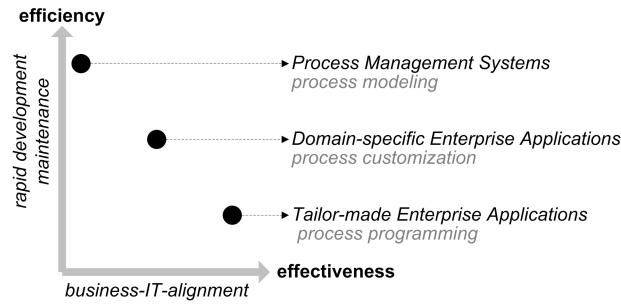 efficiency
rapid development
maintenance
Process Management Systems
process modeling
Domain-specific Enterprise Applications
process customization
Tailor-made Enterprise Applications
process programming
effectiveness
business-IT-alignment